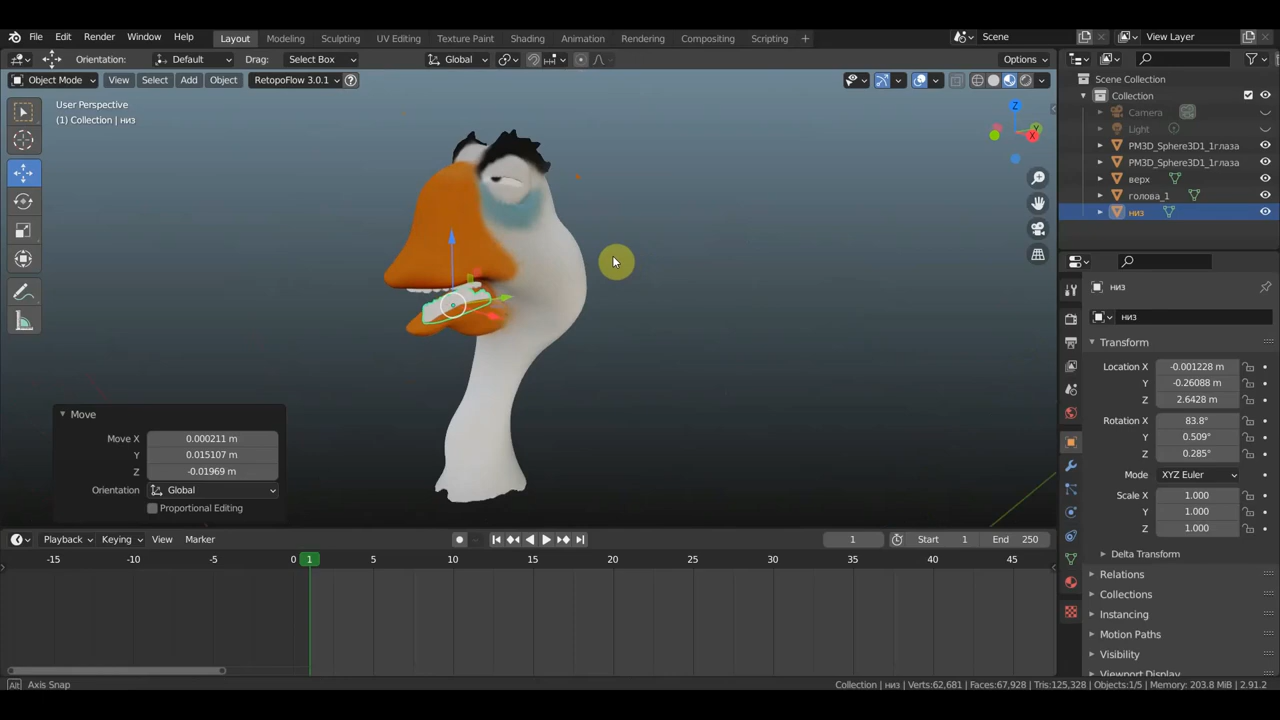 File Edit Render Window Help Layout Modeling Sculpting UV Editing Texture Paint Shading Animation Rendering Compositing Scripting + Scene View Layer
Orientation: Default Drag: Select Box Global Options
Object Mode View Select Add Object RetopoFlow 3.0.1
User Perspective
(1) Collection | низ
Z
Y
X
Scene Collection
Collection
Camera
Light
PM3D_Sphere3D1_1глаза
PM3D_Sphere3D1_1глаза
верх
голова_1
низ
низ
низ
Transform
Location X -0.001228 m
Y -0.26088 m
Z 2.6428 m
Rotation X 83.8°
Y 0.509°
Z 0.285°
Mode XYZ Euler
Scale X 1.000
Y 1.000
Z 1.000
Delta Transform
Relations
Collections
Instancing
Motion Paths
Visibility
Viewport Display
Move
Move X 0.000211 m
Y 0.015107 m
Z -0.01969 m
Orientation Global
Proportional Editing
Playback Keying View Marker 1 Start 1 End 250
-15 -10 -5 0 1 5 10 15 20 25 30 35 40 45
Alt Axis Snap Collection | низ | Verts:62,681 | Faces:67,928 | Tris:125,328 | Objects:1/5 | Memory: 203.8 MiB | 2.91.2